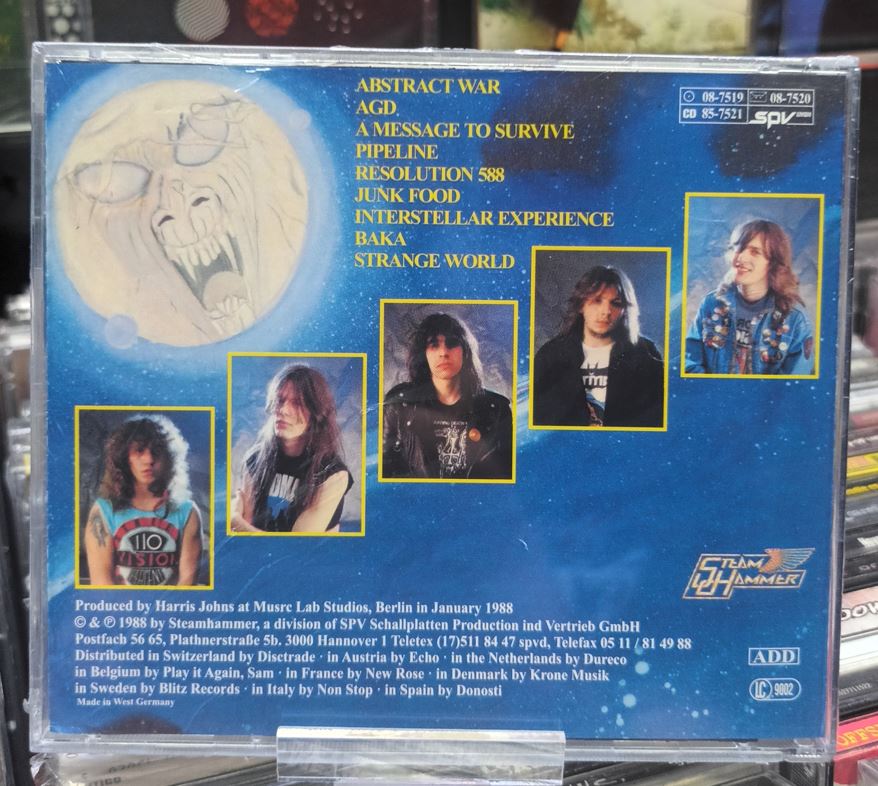 ABSTRACT WAR
AGD
A MESSAGE TO SURVIVE
PIPELINE
RESOLUTION 588
JUNK FOOD
INTERSTELLAR EXPERIENCE
BAKA
STRANGE WORLD
08-7519 08-7520
CD 85-7521 SPV
110
VISION
STEAM
HAMMER
Produced by Harris Johns at Musrc Lab Studios, Berlin in January 1988
© & ℗ 1988 by Steamhammer, a division of SPV Schallplatten Production ind Vertrieb GmbH
Postfach 56 65, Plathnerstraße 5b. 3000 Hannover 1 Teletex (17)511 84 47 spvd, Telefax 05 11 / 81 49 88
Distributed in Switzerland by Disctrade · in Austria by Echo · in the Netherlands by Dureco
in Belgium by Play it Again, Sam · in France by New Rose · in Denmark by Krone Musik
in Sweden by Blitz Records · in Italy by Non Stop · in Spain by Donosti
Made in West Germany
ADD
LC 9002